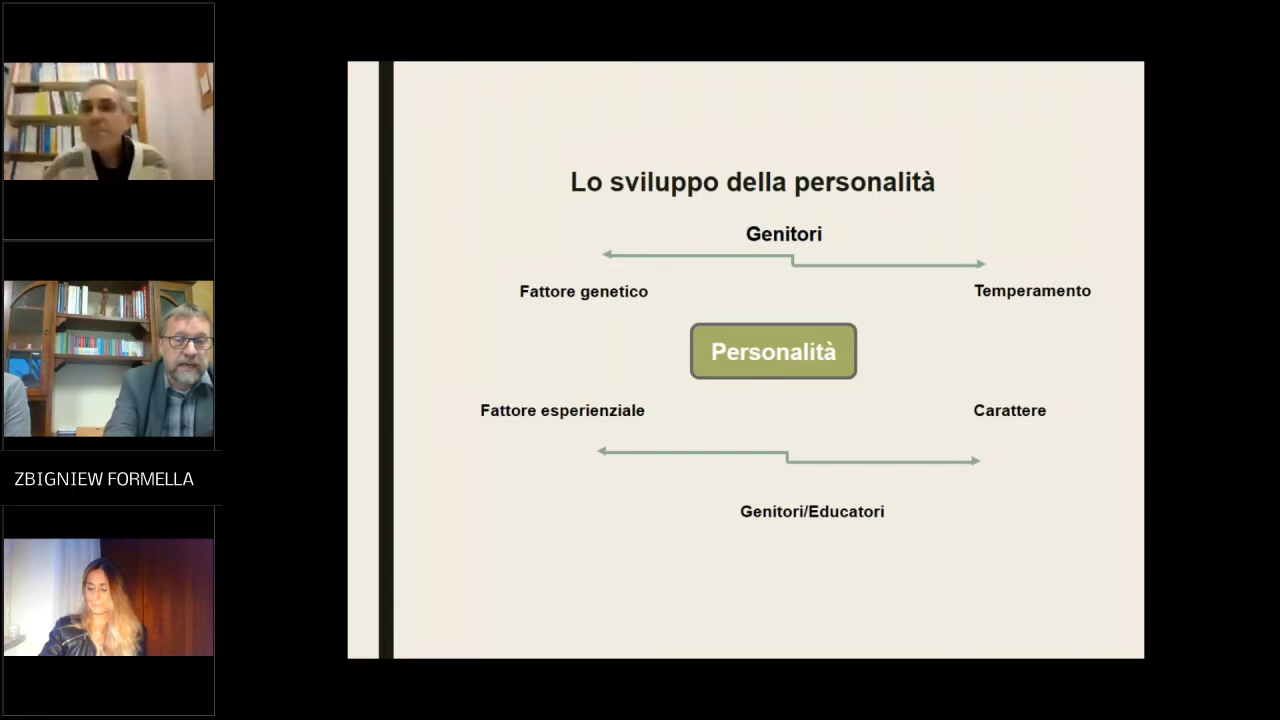 ZBIGNIEW FORMELLA
Lo sviluppo della personalità
Genitori
Fattore genetico
Temperamento
Personalità
Fattore esperienziale
Carattere
Genitori/Educatori